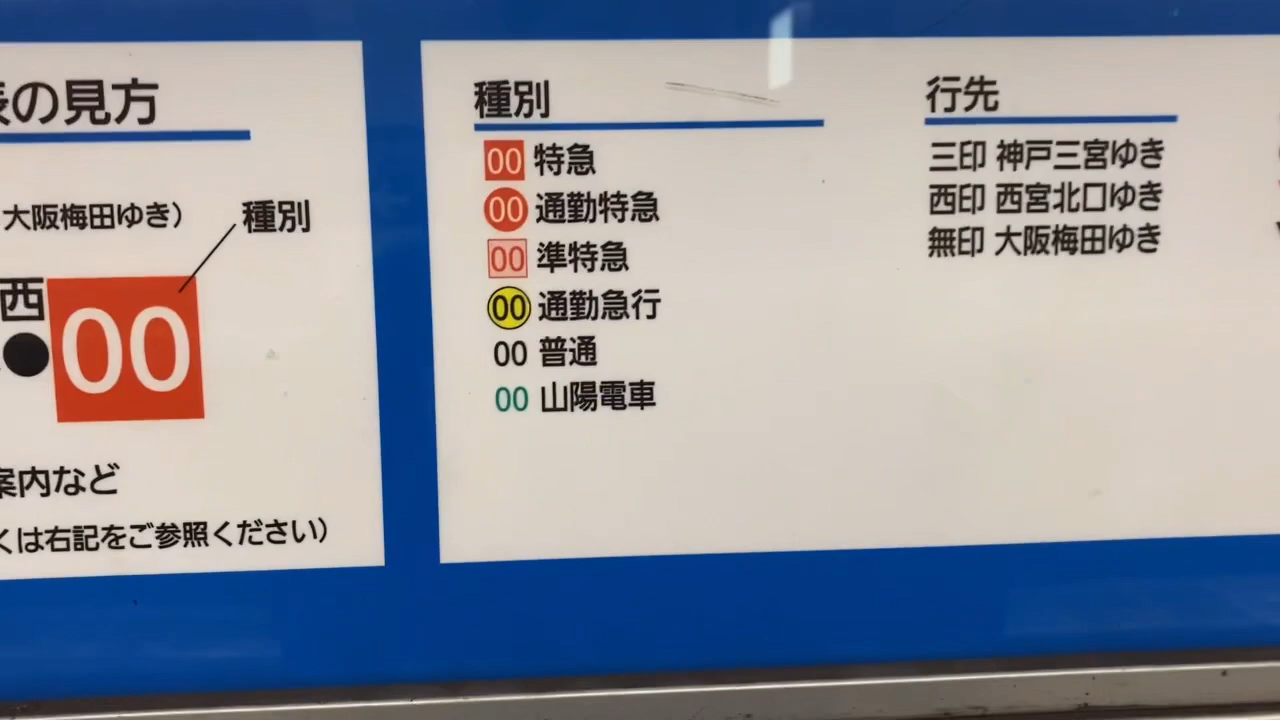 の見方
大阪梅田ゆき）
種別
西
00
案内など
くは右記をご参照ください）
種別
00 特急
00 通勤特急
00 準特急
00 通勤急行
00 普通
00 山陽電車
行先
三印 神戸三宮ゆき
西印 西宮北口ゆき
無印 大阪梅田ゆき